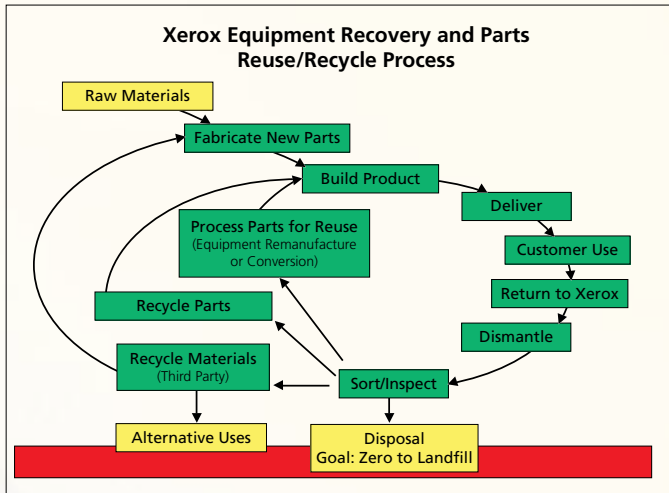 Xerox Equipment Recovery and Parts
Reuse/Recycle Process
Raw Materials
Fabricate New Parts
Build Product
Deliver
Process Parts for Reuse
(Equipment Remanufacture
or Conversion)
Customer Use
Return to Xerox
Recycle Parts
Dismantle
Recycle Materials
(Third Party)
Sort/Inspect
Alternative Uses
Disposal
Goal: Zero to Landfill